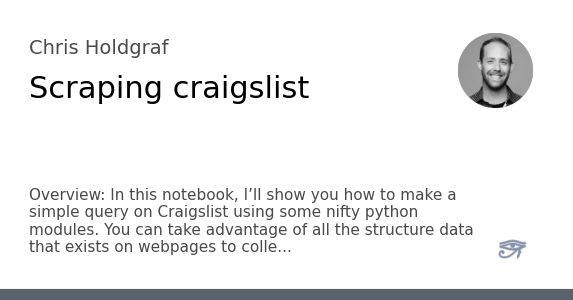 Chris Holdgraf
Scraping craigslist
Overview: In this notebook, I’ll show you how to make a
simple query on Craigslist using some nifty python
modules. You can take advantage of all the structure data
that exists on webpages to colle...